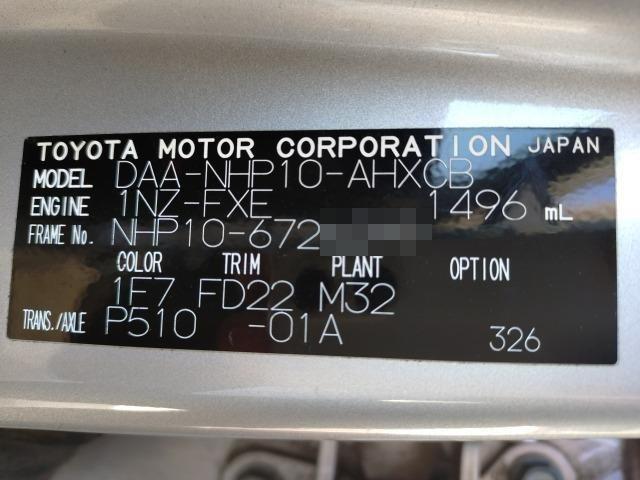 TOYOTA MOTOR CORPORATION JAPAN
MODEL DAA-NHP10-AHXCB
ENGINE 1NZ-FXE 1496 mL
FRAME No. NHP10-672
COLOR TRIM PLANT OPTION
1F7 FD22 M32
TRANS./AXLE P510 -01A 326